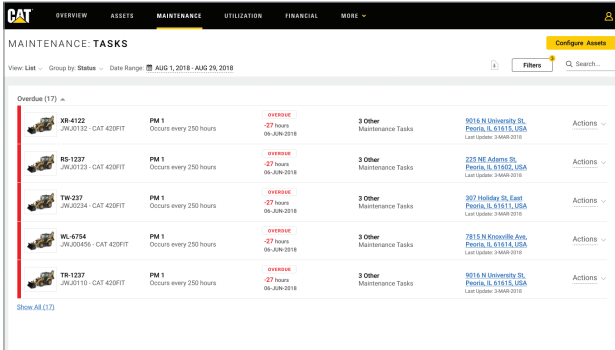 CAT OVERVIEW ASSETS MAINTENANCE UTILIZATION FINANCIAL MORE
MAINTENANCE: TASKS
Configure Assets
View: List Group by: Status Date Range: AUG 1, 2018 - AUG 29, 2018
Filters
3
Search...
Overdue (17)
XR-4122 PM 1 OVERDUE 3 Other 9016 N University St, Actions
JWJ0132 - CAT 420FIT Occurs every 250 hours -27 hours Maintenance Tasks Peoria, IL 61615, USA
06-JUN-2018 Last Update: 3-MAR-2018
RS-1237 PM 1 OVERDUE 3 Other 225 NE Adams St, Actions
JWJ0123 - CAT 420FIT Occurs every 250 hours -27 hours Maintenance Tasks Peoria, IL 61602, USA
06-JUN-2018 Last Update: 3-MAR-2018
TW-237 PM 1 OVERDUE 3 Other 307 Holiday St, East Actions
JWJ0234 - CAT 420FIT Occurs every 250 hours -27 hours Maintenance Tasks Peoria, IL 61611, USA
06-JUN-2018 Last Update: 3-MAR-2018
WL-6754 PM 1 OVERDUE 3 Other 7815 N Knoxville Ave, Actions
JWJ00456 - CAT 420FIT Occurs every 250 hours -27 hours Maintenance Tasks Peoria, IL 61614, USA
06-JUN-2018 Last Update: 3-MAR-2018
TR-1237 PM 1 OVERDUE 3 Other 9016 N University St, Actions
JWJ0110 - CAT 420FIT Occurs every 250 hours -27 hours Maintenance Tasks Peoria, IL 61615, USA
06-JUN-2018 Last Update: 3-MAR-2018
Show All (17)